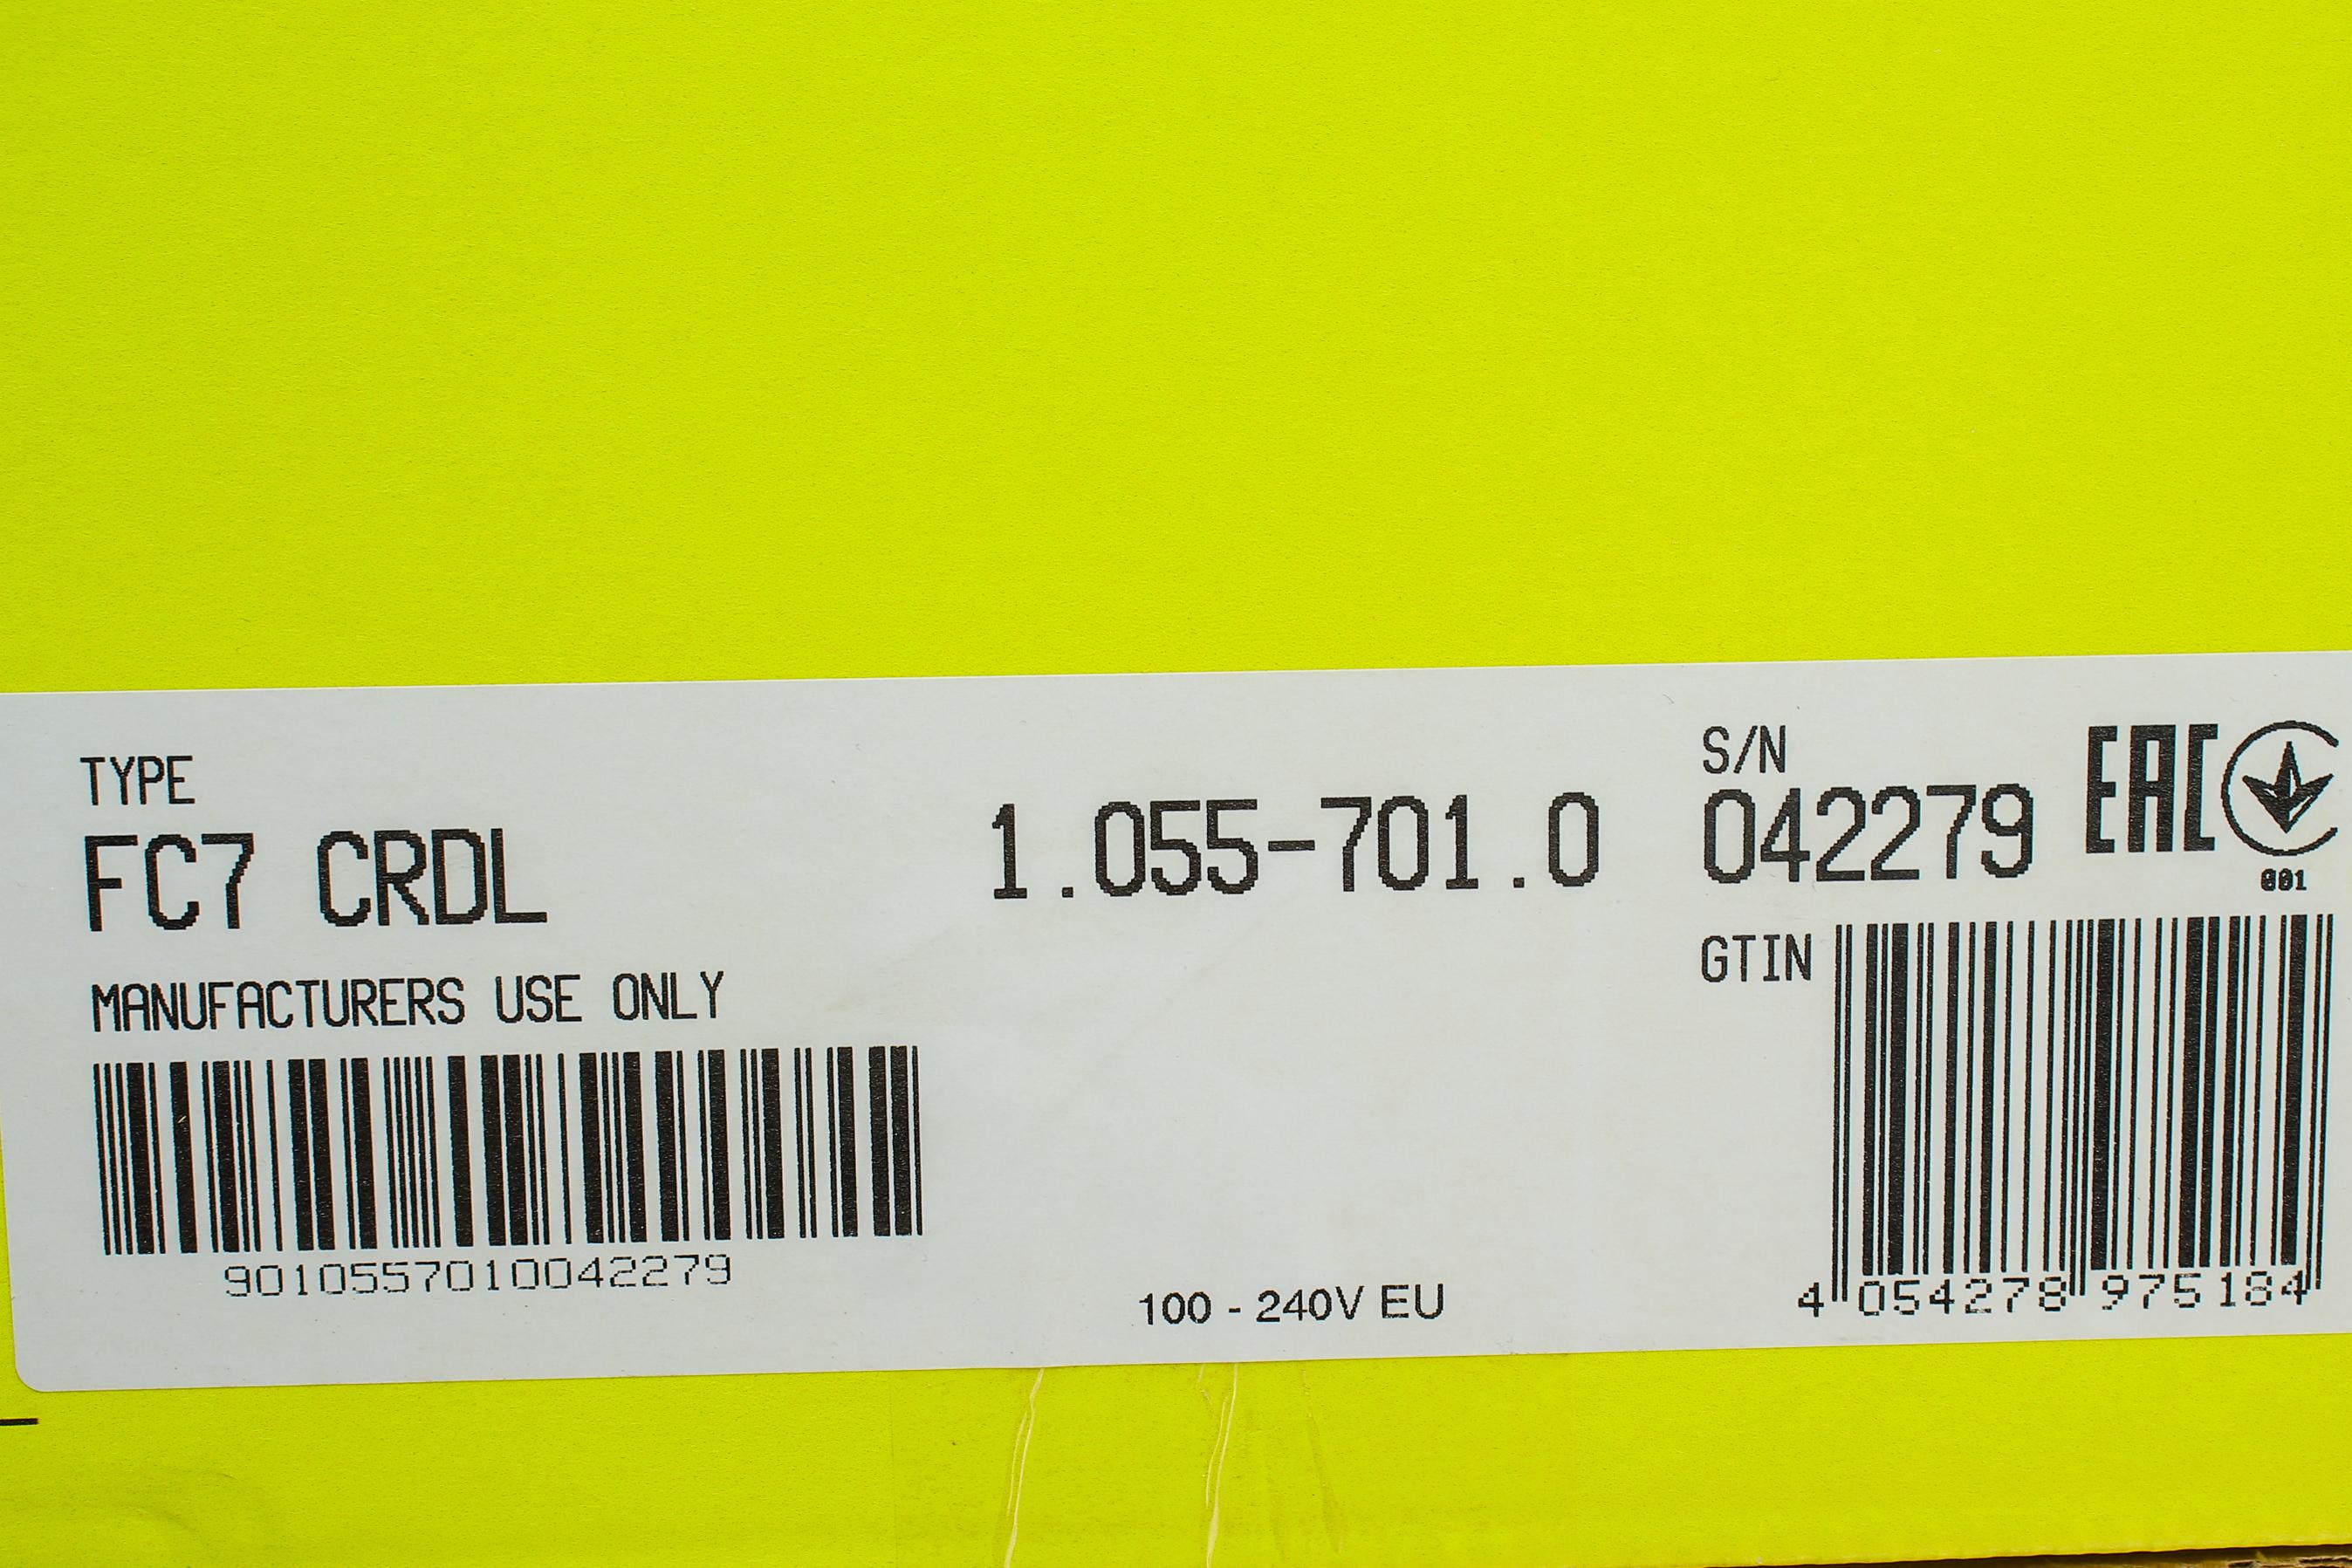 TYPE
FC7 CRDL
1.055-701.0
S/N
042279
EAC
001
MANUFACTURERS USE ONLY
9010557010042279
100 - 240V EU
GTIN
4 054278 975184